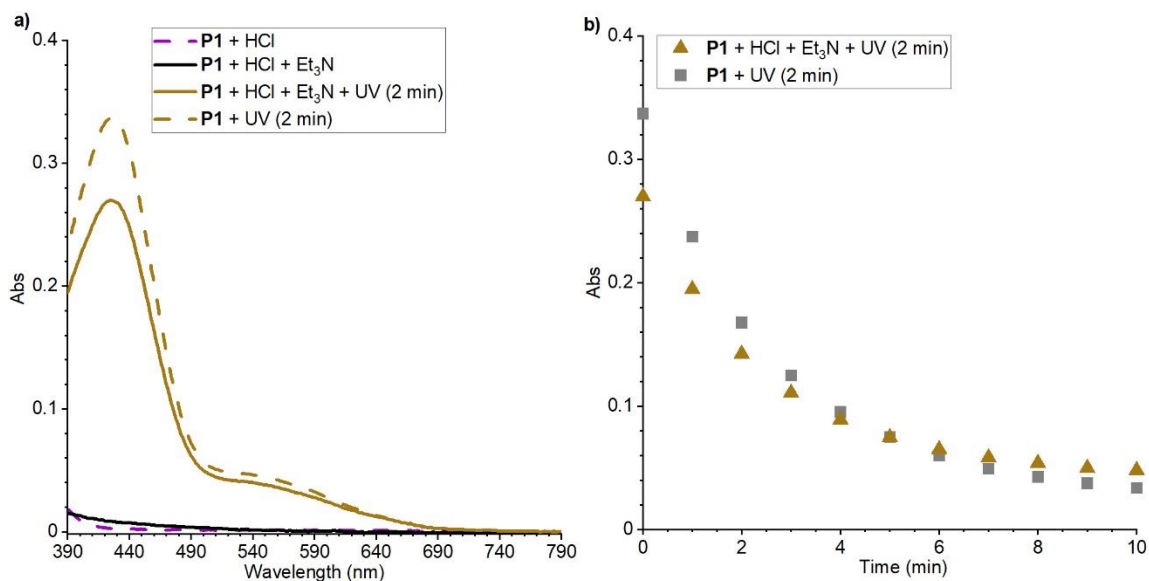 a)
P1 + HCl
P1 + HCl + Et₃N
P1 + HCl + Et₃N + UV (2 min)
P1 + UV (2 min)
Abs
0.4
0.3
0.2
0.1
0
390 440 490 540 590 640 690 740 790
Wavelength (nm)
b)
P1 + HCl + Et₃N + UV (2 min)
P1 + UV (2 min)
Abs
0.4
0.3
0.2
0.1
0
0 2 4 6 8 10
Time (min)